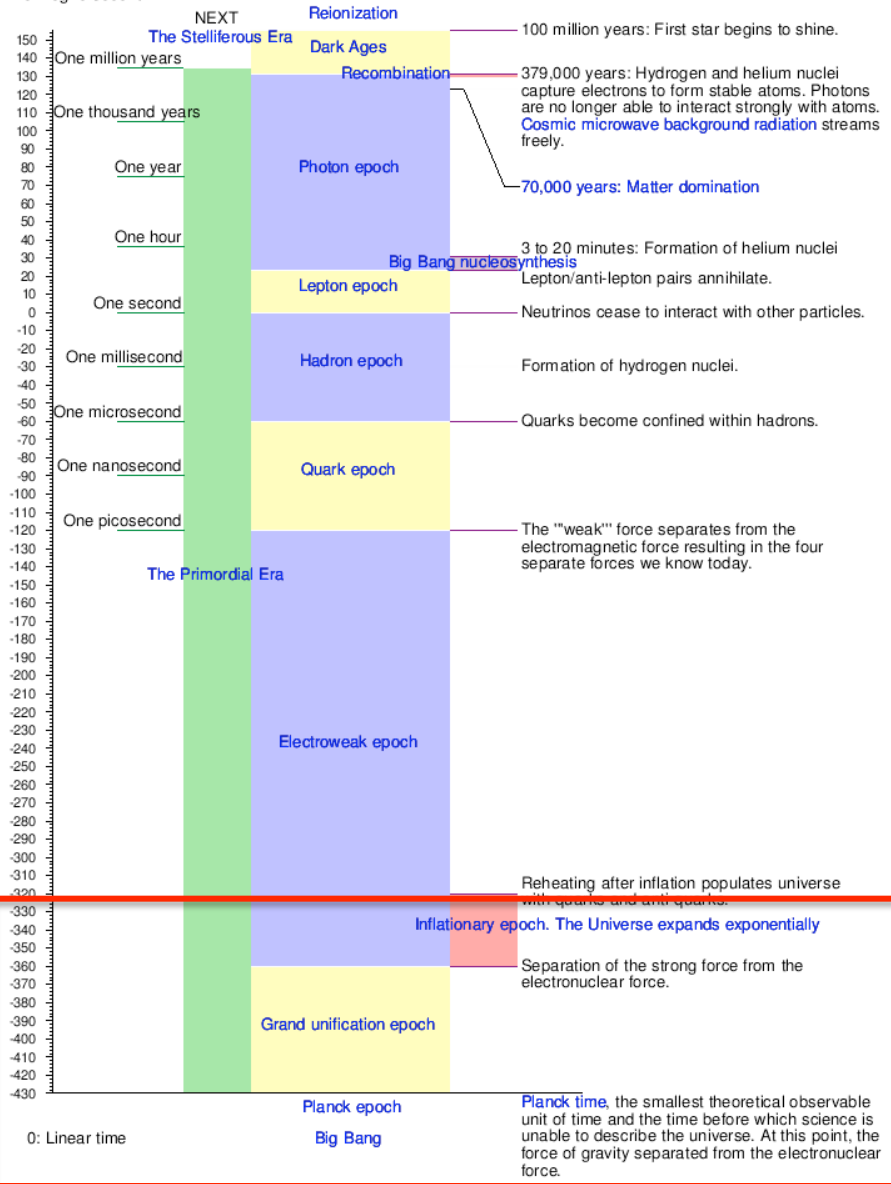 NEXT
Reionization
The Stelliferous Era
Dark Ages
100 million years: First star begins to shine.
One million years
Recombination
379,000 years: Hydrogen and helium nuclei
capture electrons to form stable atoms. Photons
are no longer able to interact strongly with atoms.
Cosmic microwave background radiation streams
freely.
One thousand years
One year
Photon epoch
70,000 years: Matter domination
One hour
3 to 20 minutes: Formation of helium nuclei
Big Bang nucleosynthesis
Lepton/anti-lepton pairs annihilate.
Lepton epoch
One second
Neutrinos cease to interact with other particles.
One millisecond
Hadron epoch
Formation of hydrogen nuclei.
One microsecond
Quarks become confined within hadrons.
One nanosecond
Quark epoch
One picosecond
The '"weak"' force separates from the
electromagnetic force resulting in the four
separate forces we know today.
The Primordial Era
Electroweak epoch
Reheating after inflation populates universe
with quarks and anti-quarks.
Inflationary epoch. The Universe expands exponentially
Separation of the strong force from the
electronuclear force.
Grand unification epoch
Planck epoch
Planck time, the smallest theoretical observable
unit of time and the time before which science is
unable to describe the universe. At this point, the
force of gravity separated from the electronuclear
force.
0: Linear time
Big Bang
150
140
130
120
110
100
90
80
70
60
50
40
30
20
10
0
-10
-20
-30
-40
-50
-60
-70
-80
-90
-100
-110
-120
-130
-140
-150
-160
-170
-180
-190
-200
-210
-220
-230
-240
-250
-260
-270
-280
-290
-300
-310
-320
-330
-340
-350
-360
-370
-380
-390
-400
-410
-420
-430